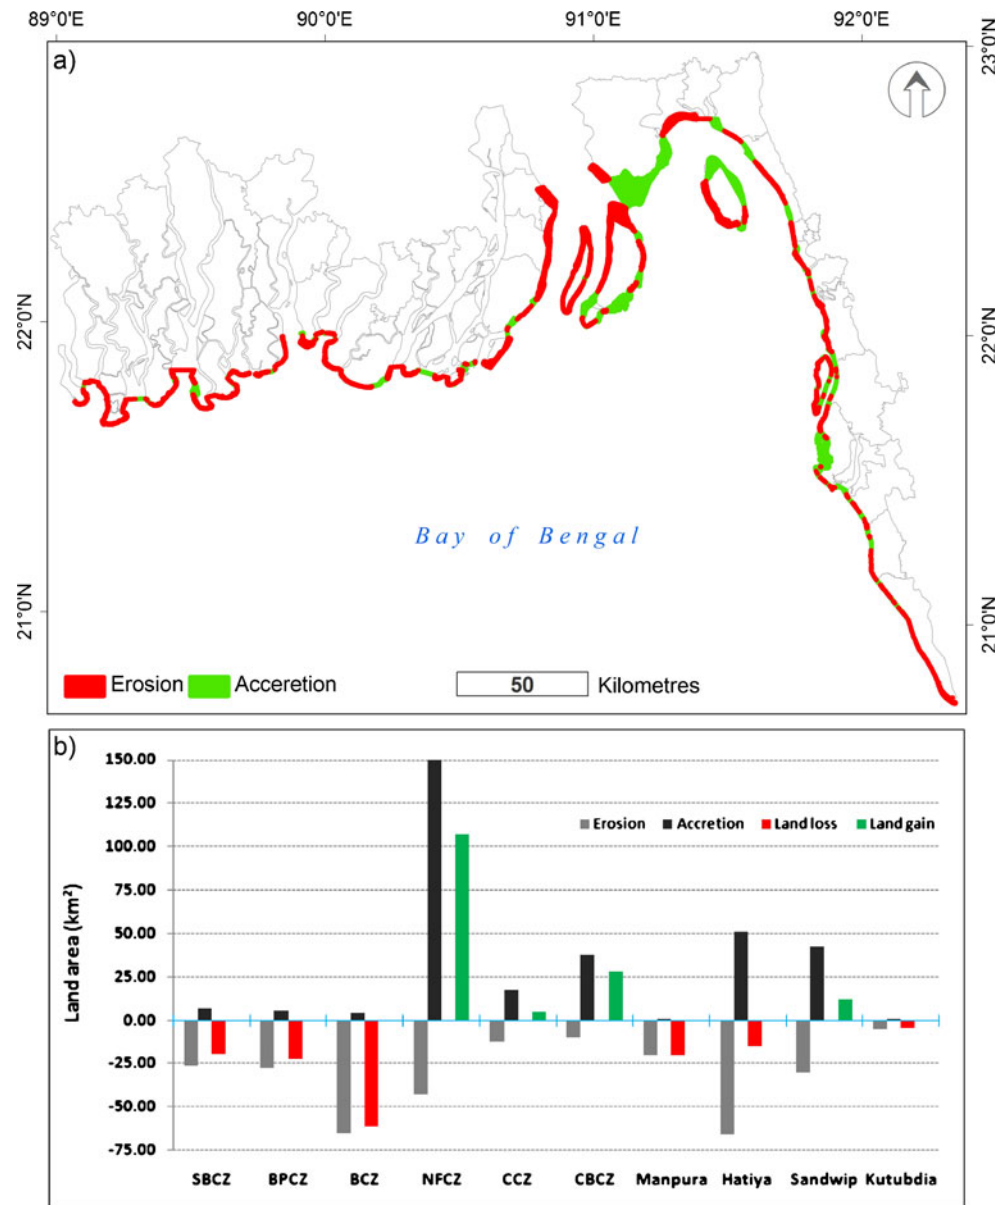 89°0'E 90°0'E 91°0'E 92°0'E
a)
23°0'N
22°0'N 22°0'N
Bay of Bengal
21°0'N 21°0'N
Erosion Acceretion 50 Kilometres
b)
150.00
125.00
Erosion Accretion Land loss Land gain
100.00
75.00
50.00
25.00
0.00
-25.00
-50.00
-75.00
Land area (km²)
SBCZ BPCZ BCZ NFCZ CCZ CBCZ Manpura Hatiya Sandwip Kutubdia